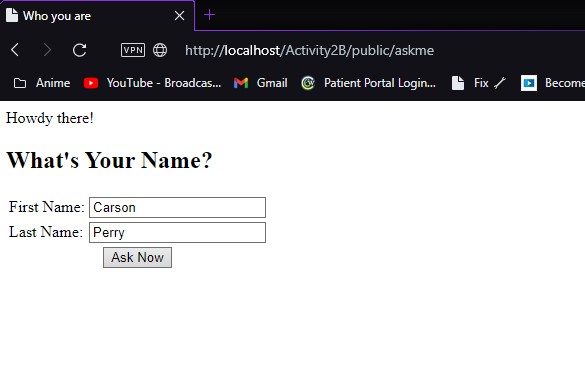 Who you are
VPN http://localhost/Activity2B/public/askme
Anime YouTube - Broadcas... Gmail Patient Portal Login... Fix Become
Howdy there!
What's Your Name?
First Name: Carson
Last Name: Perry
Ask Now